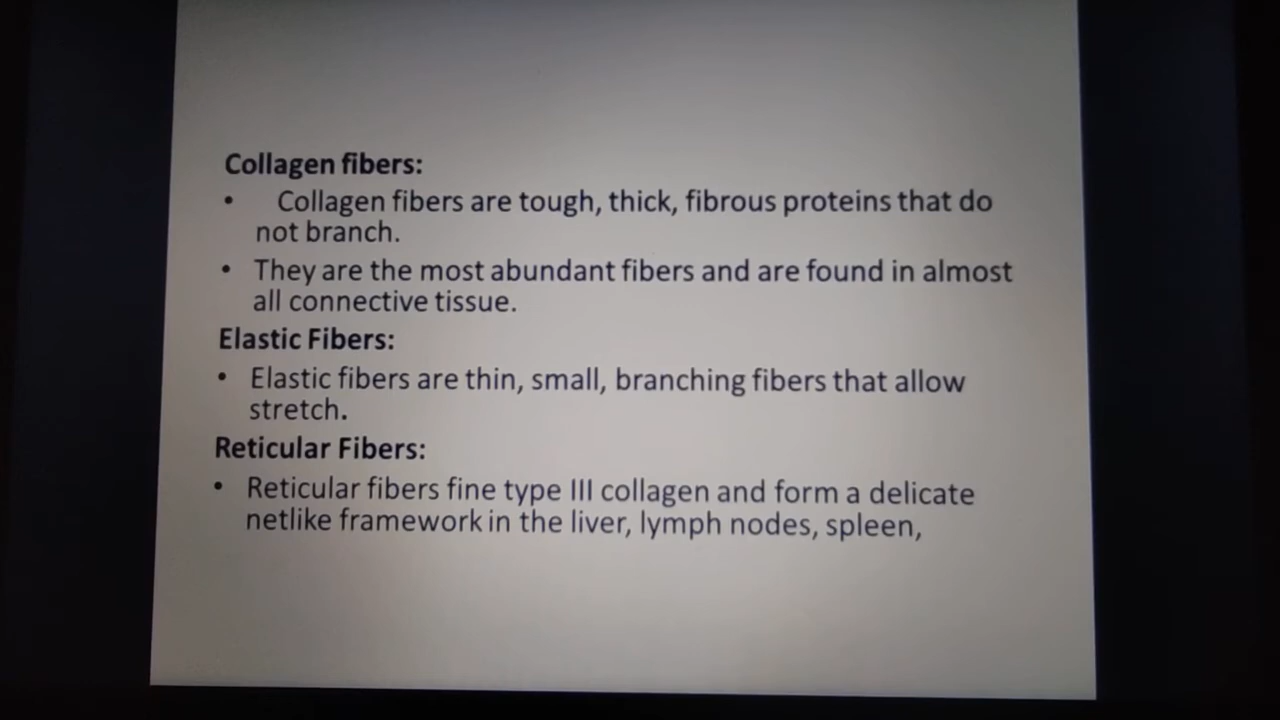 Collagen fibers:
• Collagen fibers are tough, thick, fibrous proteins that do
not branch.
• They are the most abundant fibers and are found in almost
all connective tissue.
Elastic Fibers:
• Elastic fibers are thin, small, branching fibers that allow
stretch.
Reticular Fibers:
• Reticular fibers fine type III collagen and form a delicate
netlike framework in the liver, lymph nodes, spleen,